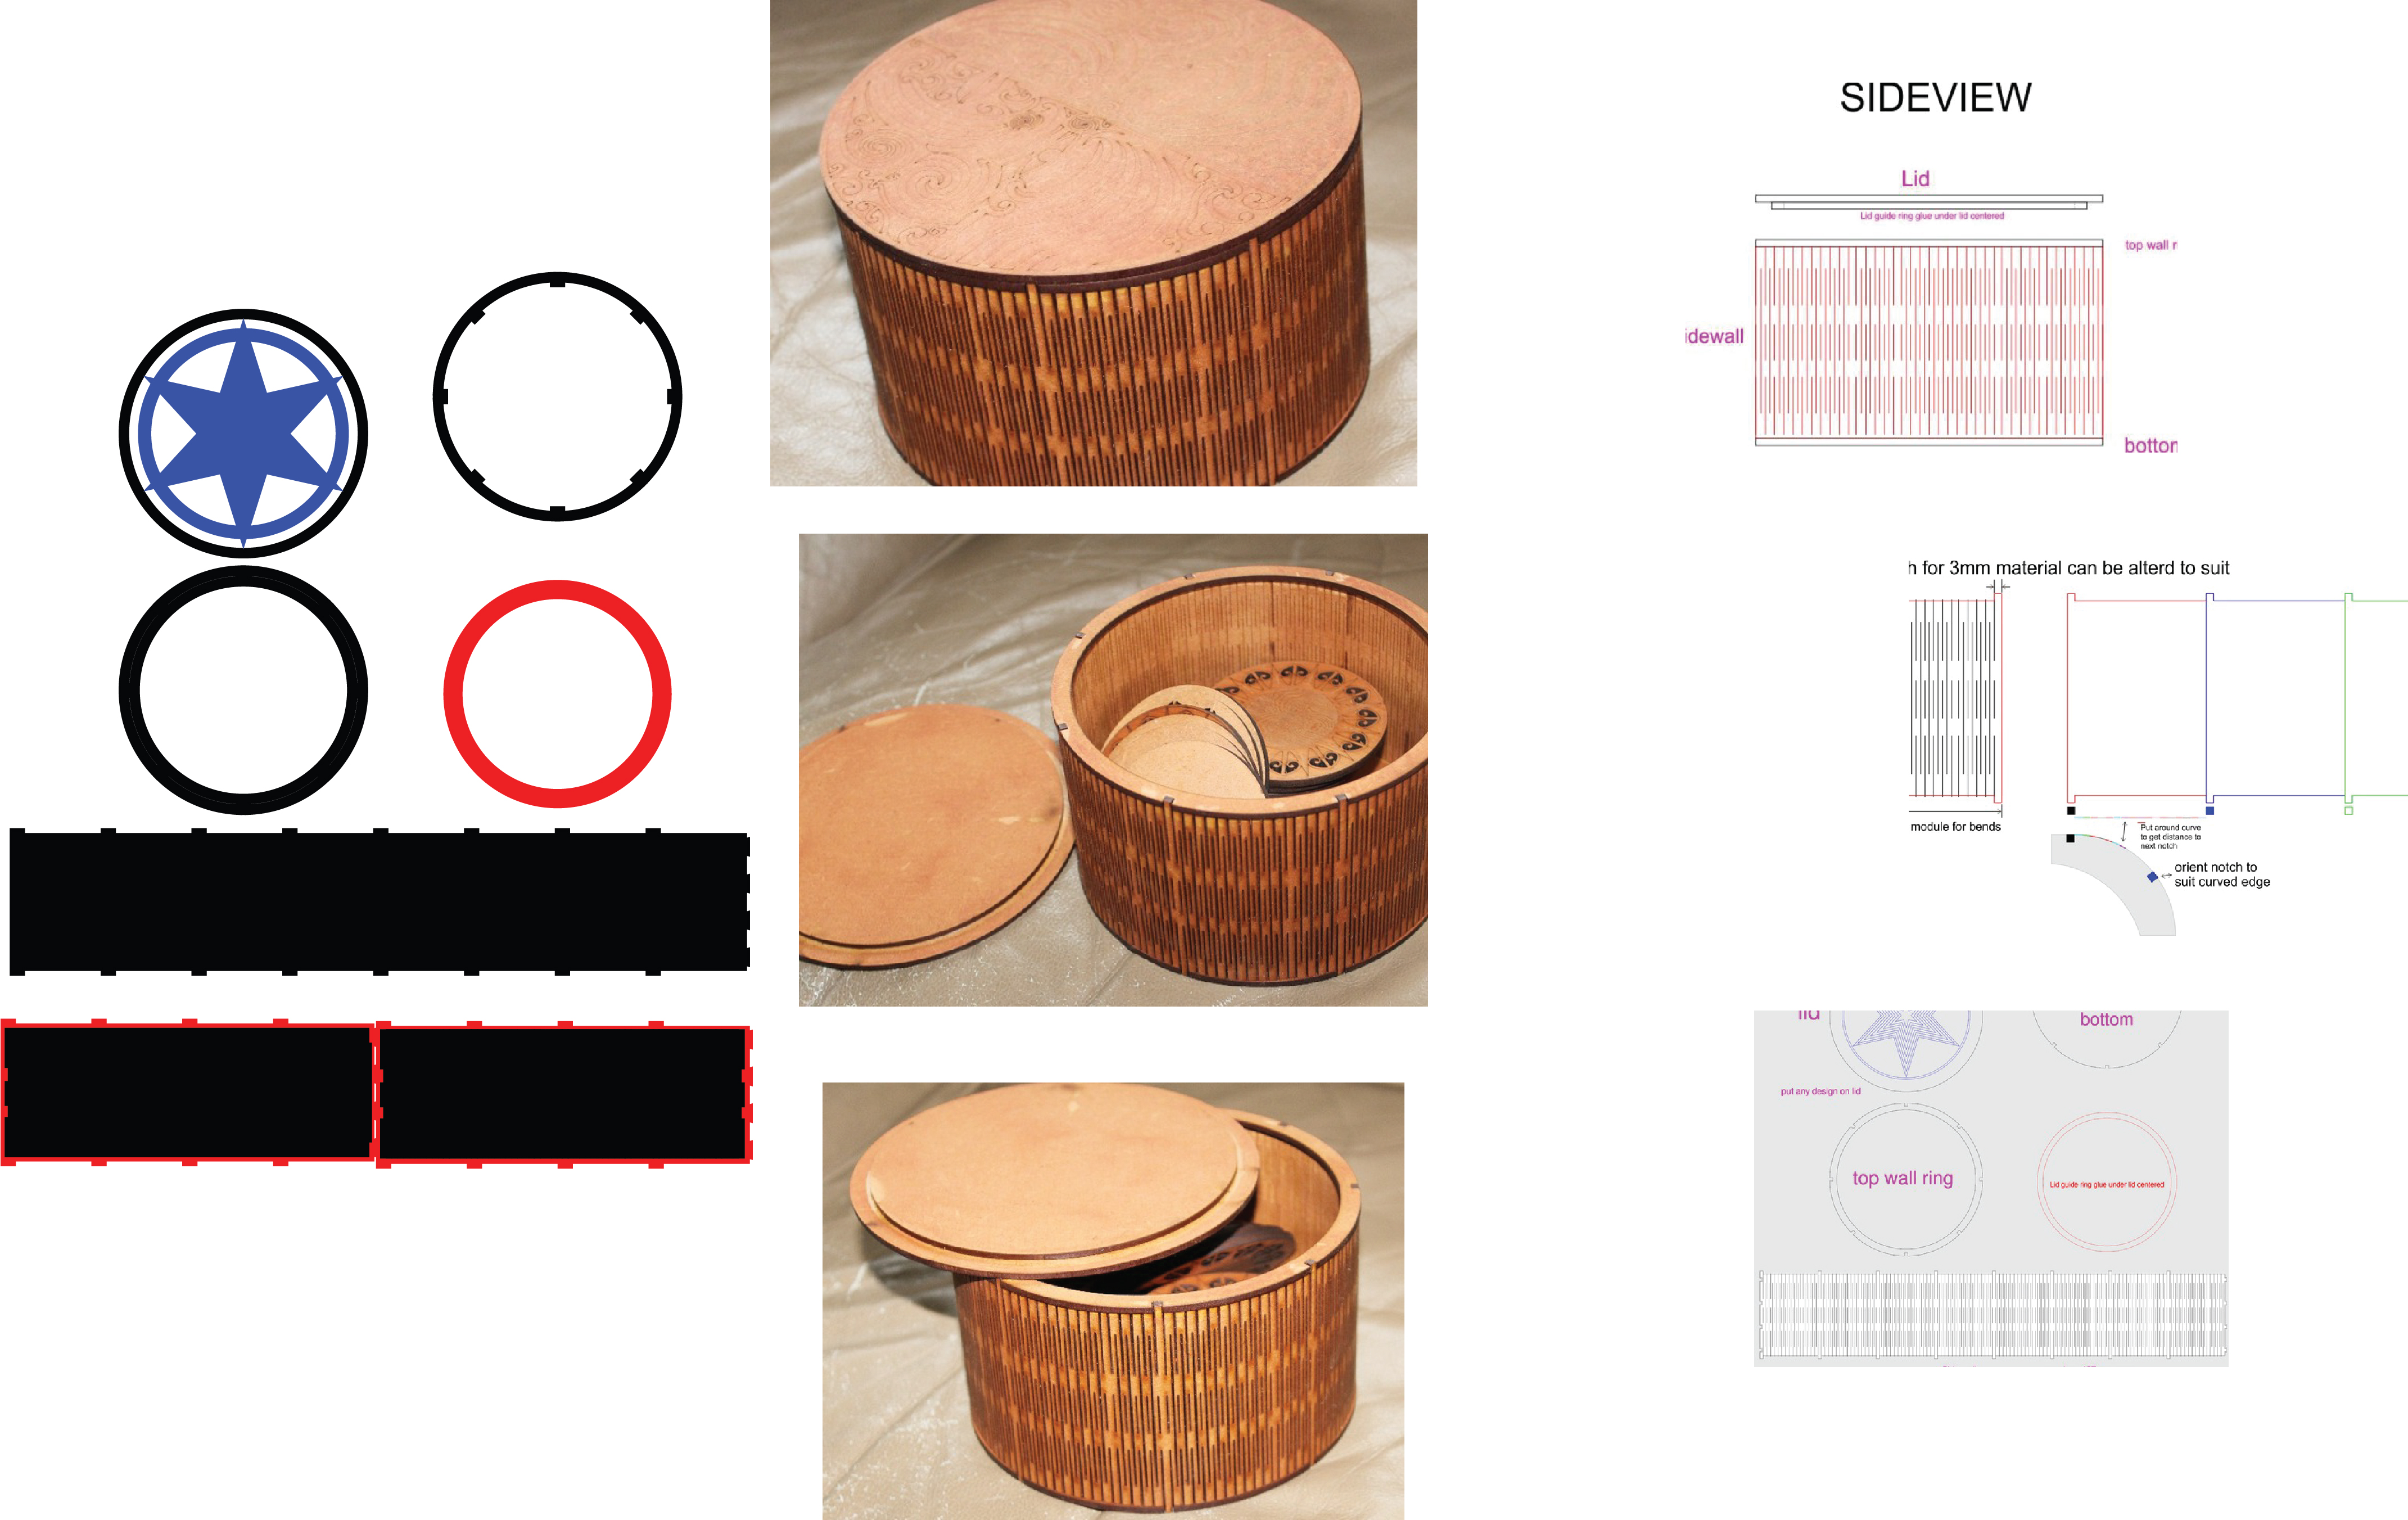 SIDEVIEW
Lid
Lid guide ring glue under lid centered
top wall r
idewall
bottor
h for 3mm material can be alterd to suit
module for bends
Put around curve
to get distance to
next notch
orient notch to
suit curved edge
lid
bottom
put any design on lid
top wall ring
Lid guide ring glue under lid centered